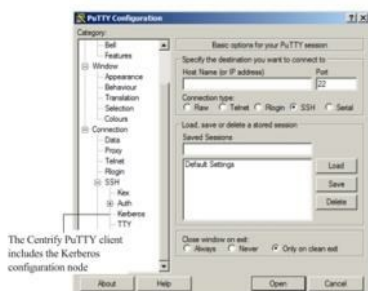 PuTTY Configuration
Category:
Bell
Features
Window
Appearance
Behaviour
Translation
Selection
Colours
Connection
Data
Proxy
Telnet
Rlogin
SSH
Kex
Auth
Kerberos
TTY
Basic options for your PuTTY session
Specify the destination you want to connect to
Host Name (or IP address)
Port
22
Connection type:
Raw
Telnet
Rlogin
SSH
Serial
Load, save or delete a stored session
Saved Sessions
Default Settings
Load
Save
Delete
Close window on exit:
Always
Never
Only on clean exit
About
Help
Open
Cancel
The Centrify PuTTY client
includes the Kerberos
configuration node